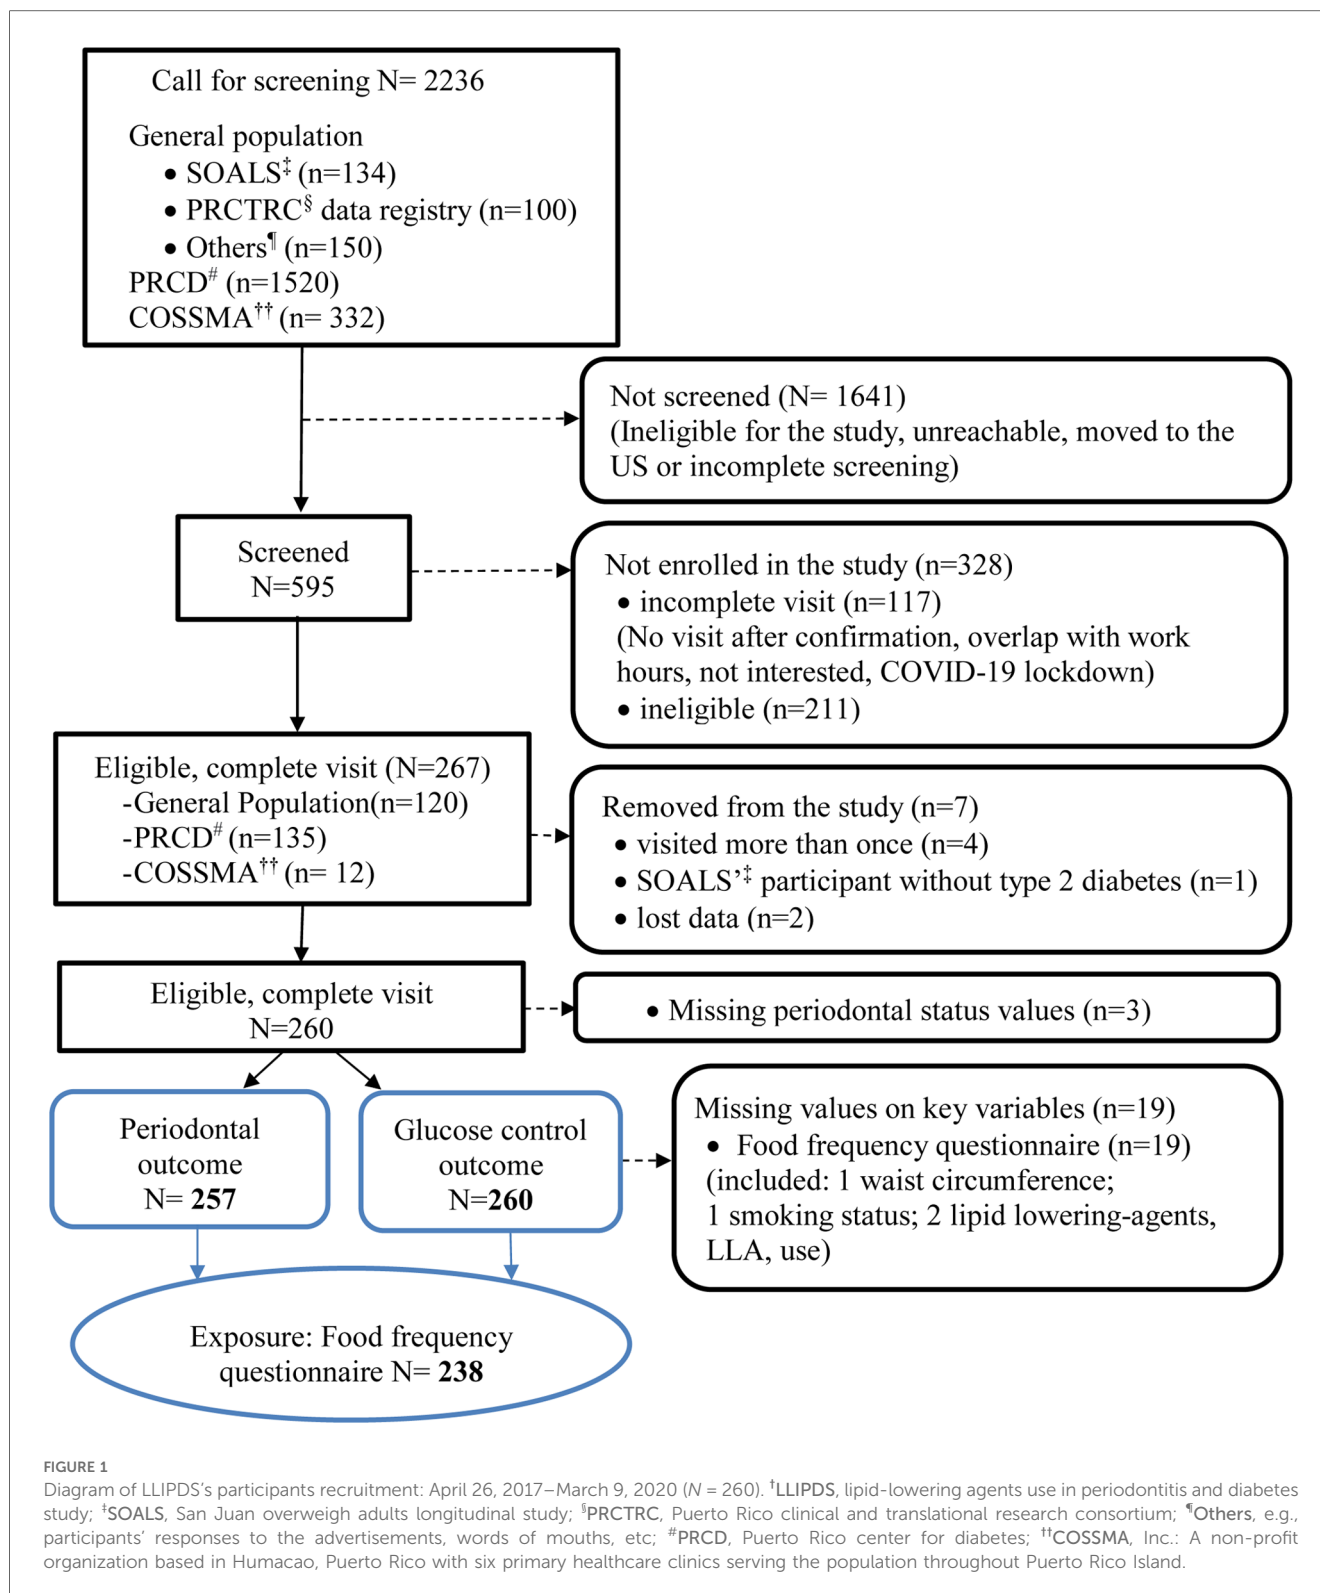 Call for screening N= 2236
General population
• SOALS‡ (n=134)
• PRCTRC§ data registry (n=100)
• Others¶ (n=150)
PRCD# (n=1520)
COSSMA†† (n= 332)
Not screened (N= 1641)
(Ineligible for the study, unreachable, moved to the
US or incomplete screening)
Screened
N=595
Not enrolled in the study (n=328)
• incomplete visit (n=117)
(No visit after confirmation, overlap with work
hours, not interested, COVID-19 lockdown)
• ineligible (n=211)
Eligible, complete visit (N=267)
-General Population(n=120)
-PRCD# (n=135)
-COSSMA†† (n= 12)
Removed from the study (n=7)
• visited more than once (n=4)
• SOALS’‡ participant without type 2 diabetes (n=1)
• lost data (n=2)
Eligible, complete visit
N=260
• Missing periodontal status values (n=3)
Periodontal
outcome
N= 257
Glucose control
outcome
N=260
Missing values on key variables (n=19)
• Food frequency questionnaire (n=19)
(included: 1 waist circumference;
1 smoking status; 2 lipid lowering-agents,
LLA, use)
Exposure: Food frequency
questionnaire N= 238
FIGURE 1
Diagram of LLIPDS’s participants recruitment: April 26, 2017–March 9, 2020 (N = 260). †LLIPDS, lipid-lowering agents use in periodontitis and diabetes
study; ‡SOALS, San Juan overweigh adults longitudinal study; §PRCTRC, Puerto Rico clinical and translational research consortium; ¶Others, e.g.,
participants’ responses to the advertisements, words of mouths, etc; #PRCD, Puerto Rico center for diabetes; ††COSSMA, Inc.: A non-profit
organization based in Humacao, Puerto Rico with six primary healthcare clinics serving the population throughout Puerto Rico Island.